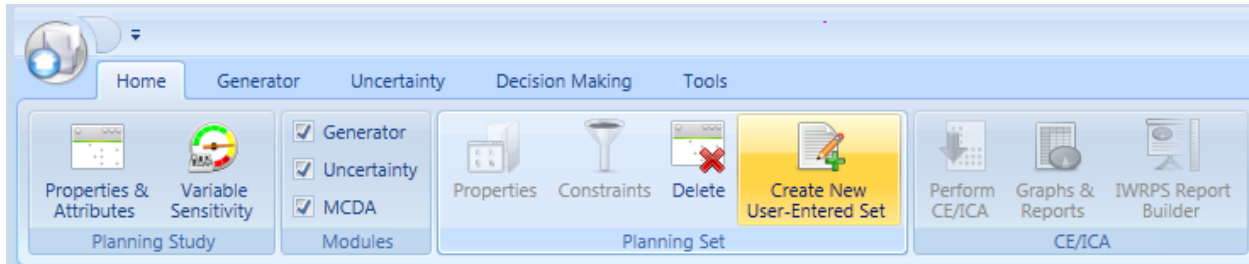 Home Generator Uncertainty Decision Making Tools
Properties &
Attributes
Variable
Sensitivity
Planning Study
Generator
Uncertainty
MCDA
Modules
Properties
Constraints
Delete
Create New
User-Entered Set
Planning Set
Perform
CE/ICA
Graphs &
Reports
IWRPS Report
Builder
CE/ICA